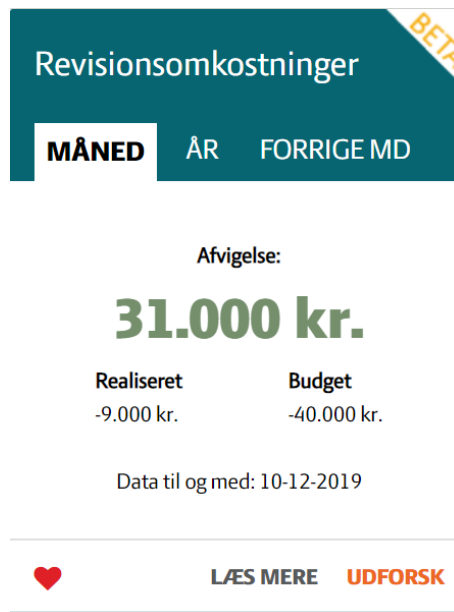 BETA
Revisionsomkostninger
MÅNED ÅR FORRIGE MD
Afvigelse:
31.000 kr.
Realiseret Budget
-9.000 kr. -40.000 kr.
Data til og med: 10-12-2019
LÆS MERE UDFORSK